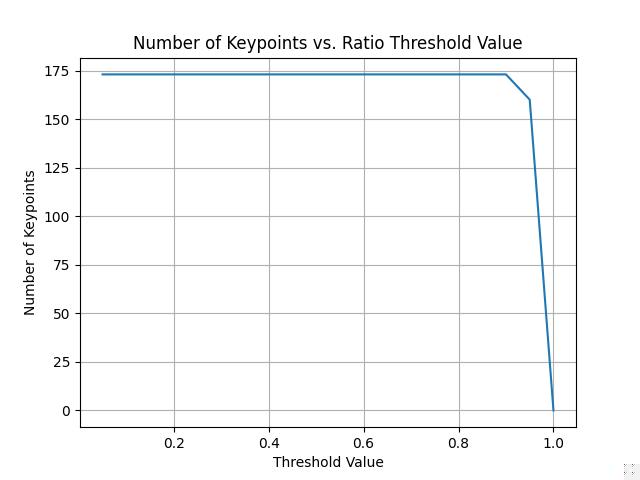 Number of Keypoints vs. Ratio Threshold Value
175
150
125
100
75
50
25
0
Number of Keypoints
0.2 0.4 0.6 0.8 1.0
Threshold Value